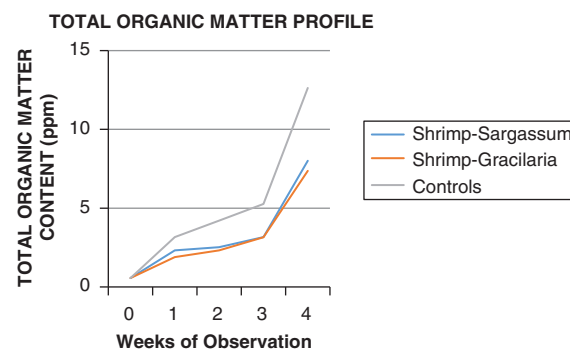 TOTAL ORGANIC MATTER PROFILE
TOTAL ORGANIC MATTER
CONTENT (ppm)
15
10
5
0
0 1 2 3 4
Weeks of Observation
Shrimp-Sargassum
Shrimp-Gracilaria
Controls